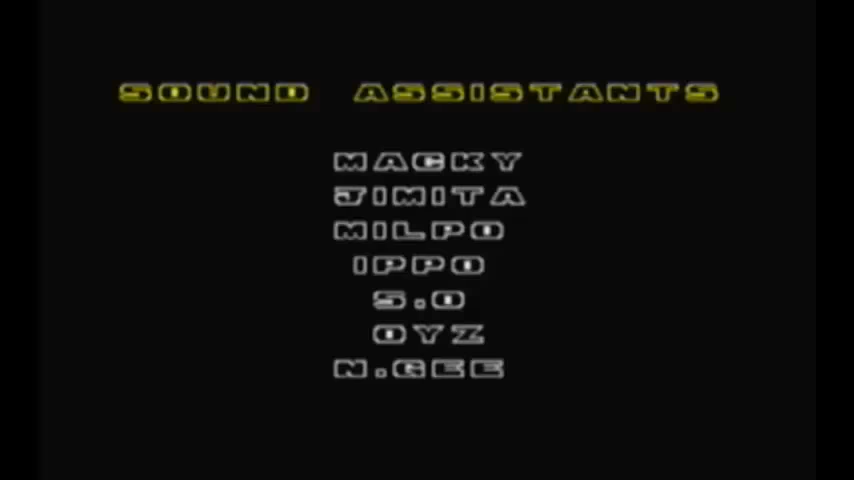 SOUND ASSISTANTS
MACKY
JIMITA
MILPO
IPPO
S.O
OYZ
N.GEE